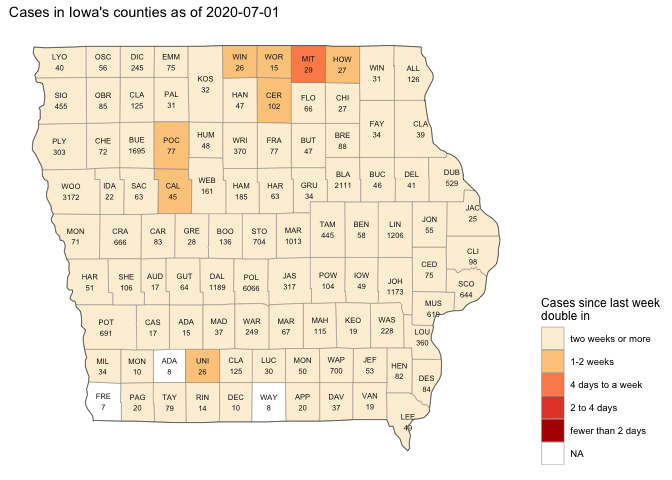 Cases in Iowa's counties as of 2020-07-01
LYO OSC DIC EMM WIN WOR MIT HOW
40 56 245 75 26 15 29 27
KOS WIN ALL
32 31 126
SIO OBR CLA PAL HAN CER FLO CHI
455 85 125 31 47 102 66 27
PLY CHE BUE POC HUM WRI FRA BUT BRE FAY CLA
303 72 1695 77 48 370 77 47 88 34 39
WOO IDA SAC CAL WEB HAM HAR GRU BLA BUC DEL DUB
3172 22 63 45 161 185 63 34 2111 46 41 529
JAC
25
MON CRA CAR GRE BOO STO MAR TAM BEN LIN JON
71 666 83 28 136 704 1013 445 58 1206 55
CLI
98
HAR SHE AUD GUT DAL POL JAS POW IOW JOH CED SCO
51 106 17 64 1189 6066 317 104 49 1173 75 644
MUS
619
POT CAS ADA MAD WAR MAR MAH KEO WAS LOU
691 17 15 37 249 67 115 19 228 360
MIL MON ADA UNI CLA LUC MON WAP JEF HEN DES
34 10 8 26 125 30 50 700 53 82 84
FRE PAG TAY RIN DEC WAY APP DAV VAN LEE
7 20 79 14 10 8 20 37 19 49
Cases since last week
double in
two weeks or more
1-2 weeks
4 days to a week
2 to 4 days
fewer than 2 days
NA